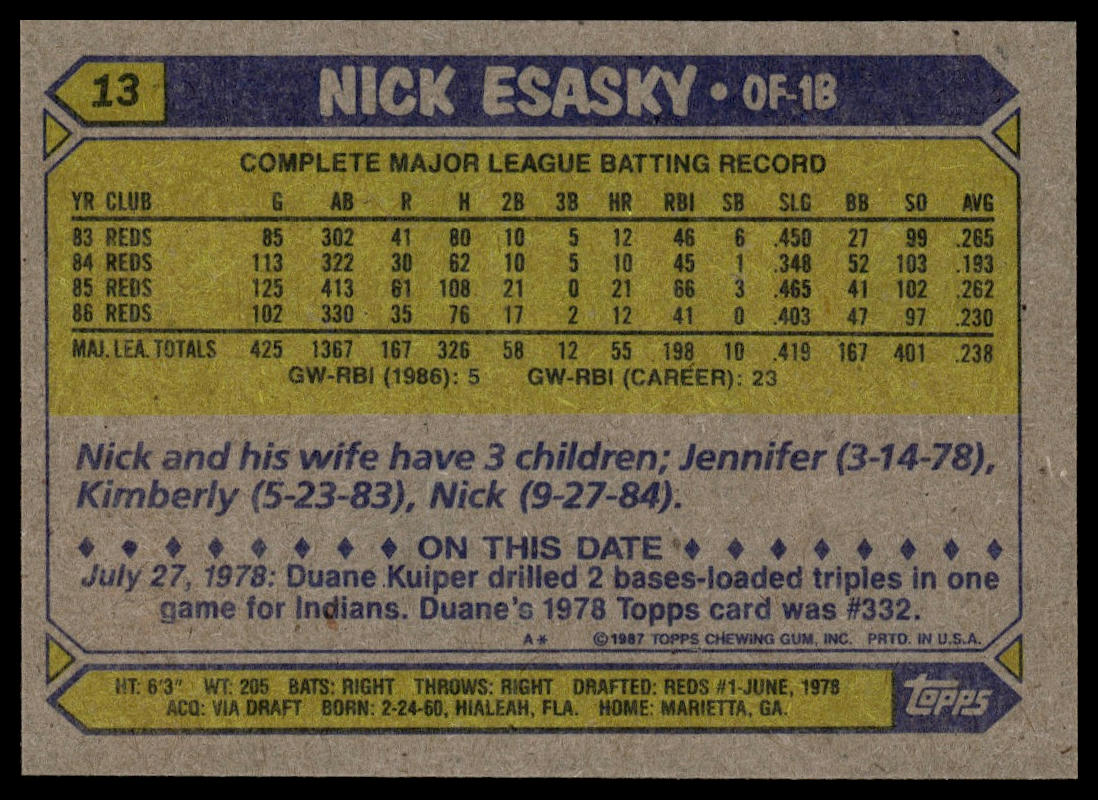 13 NICK ESASKY • OF-1B
COMPLETE MAJOR LEAGUE BATTING RECORD
YR CLUB G AB R H 2B 3B HR RBI SB SLG BB SO AVG
83 REDS 85 302 41 80 10 5 12 46 6 .450 27 99 .265
84 REDS 113 322 30 62 10 5 10 45 1 .348 52 103 .193
85 REDS 125 413 61 108 21 0 21 66 3 .465 41 102 .262
86 REDS 102 330 35 76 17 2 12 41 0 .403 47 97 .230
MAJ. LEA. TOTALS 425 1367 167 326 58 12 55 198 10 .419 167 401 .238
GW-RBI (1986): 5 GW-RBI (CAREER): 23
Nick and his wife have 3 children; Jennifer (3-14-78),
Kimberly (5-23-83), Nick (9-27-84).
♦ ♦ ♦ ♦ ♦ ♦ ♦ ♦ ON THIS DATE ♦ ♦ ♦ ♦ ♦ ♦ ♦ ♦
July 27, 1978: Duane Kuiper drilled 2 bases-loaded triples in one
game for Indians. Duane's 1978 Topps card was #332.
A* ©1987 TOPPS CHEWING GUM, INC. PRTD. IN U.S.A.
HT: 6'3" WT: 205 BATS: RIGHT THROWS: RIGHT DRAFTED: REDS #1-JUNE, 1978
ACQ: VIA DRAFT BORN: 2-24-60, HIALEAH, FLA. HOME: MARIETTA, GA.
topps